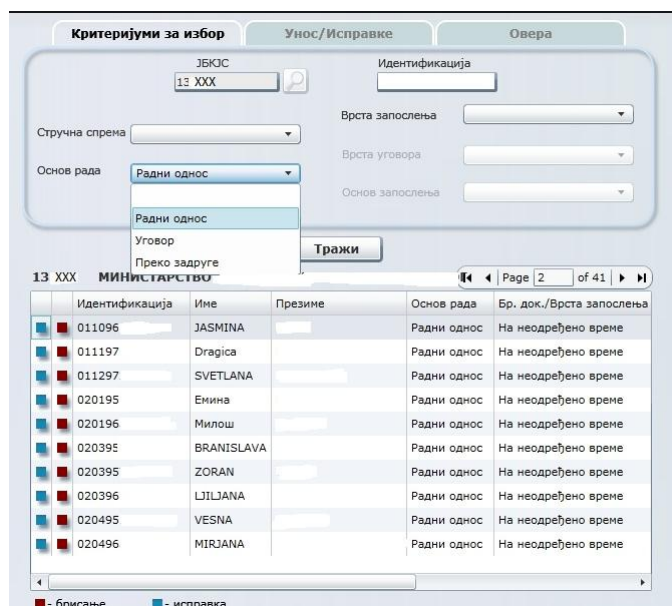 Критеријуми за избор Унос/Исправке Овера
ЈБКЈС Идентификација
13 XXX
Врста запослења
Стручна спрема
Врста уговора
Основ рада Радни однос
Основ запослења
Радни однос
Уговор
Преко задруге
Тражи
13 XXX МИНИСТАРСТВО Page 2 of 41
Идентификација Име Презиме Основ рада Бр. док./Врста запослења
011096 JASMINA Радни однос На неодређено време
011197 Dragica Радни однос На неодређено време
011297 SVETLANA Радни однос На неодређено време
020195 Емина Радни однос На неодређено време
020196 Милош Радни однос На неодређено време
020395 BRANISLAVA Радни однос На неодређено време
020395 ZORAN Радни однос На неодређено време
020396 LJILJANA Радни однос На неодређено време
020495 VESNA Радни однос На неодређено време
020496 MIRJANA Радни однос На неодређено време
- брисање - исправка